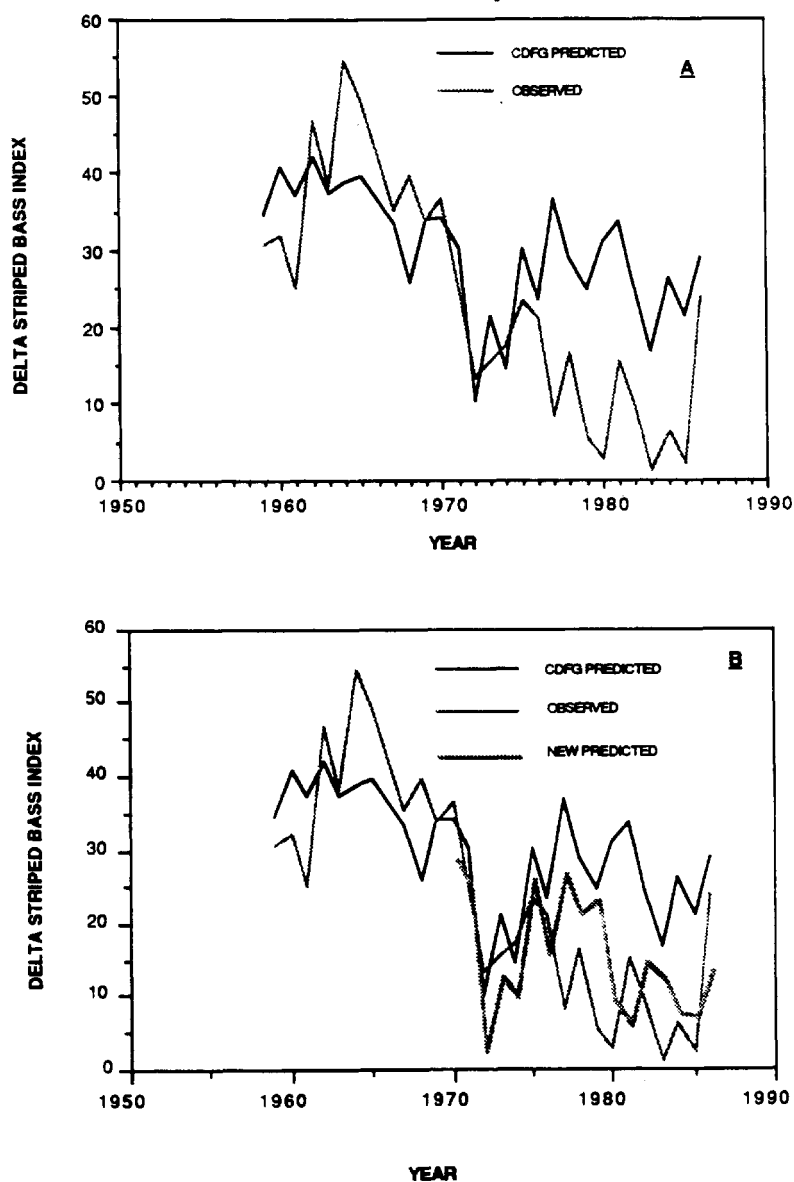 60
CDFG PREDICTED
A
OBSERVED
50
40
30
20
10
0
DELTA STRIPED BASS INDEX
1950
1960
1970
1980
1990
YEAR
60
CDFG PREDICTED
B
OBSERVED
NEW PREDICTED
50
40
30
20
10
0
DELTA STRIPED BASS INDEX
1950
1960
1970
1980
1990
YEAR